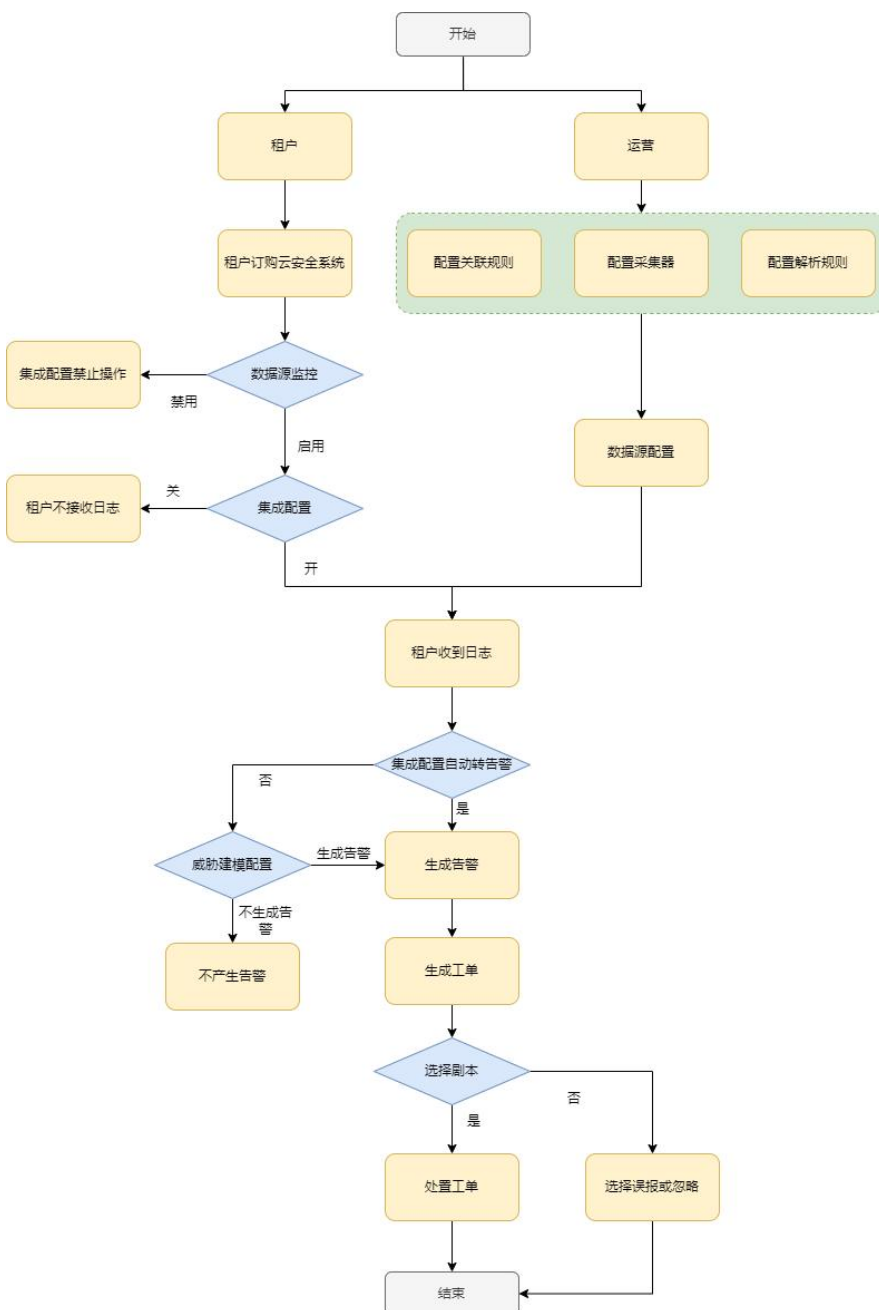 开始
租户
运营
租户订购云安全系统
配置关联规则
配置采集器
配置解析规则
集成配置禁止操作
数据源监控
禁用
启用
数据源配置
租户不接收日志
关
集成配置
开
租户收到日志
集成配置自动转告警
否
是
威胁建模配置
生成告警
生成告警
不生成告
警
不产生告警
生成工单
选择剧本
否
是
处置工单
选择误报或忽略
结束